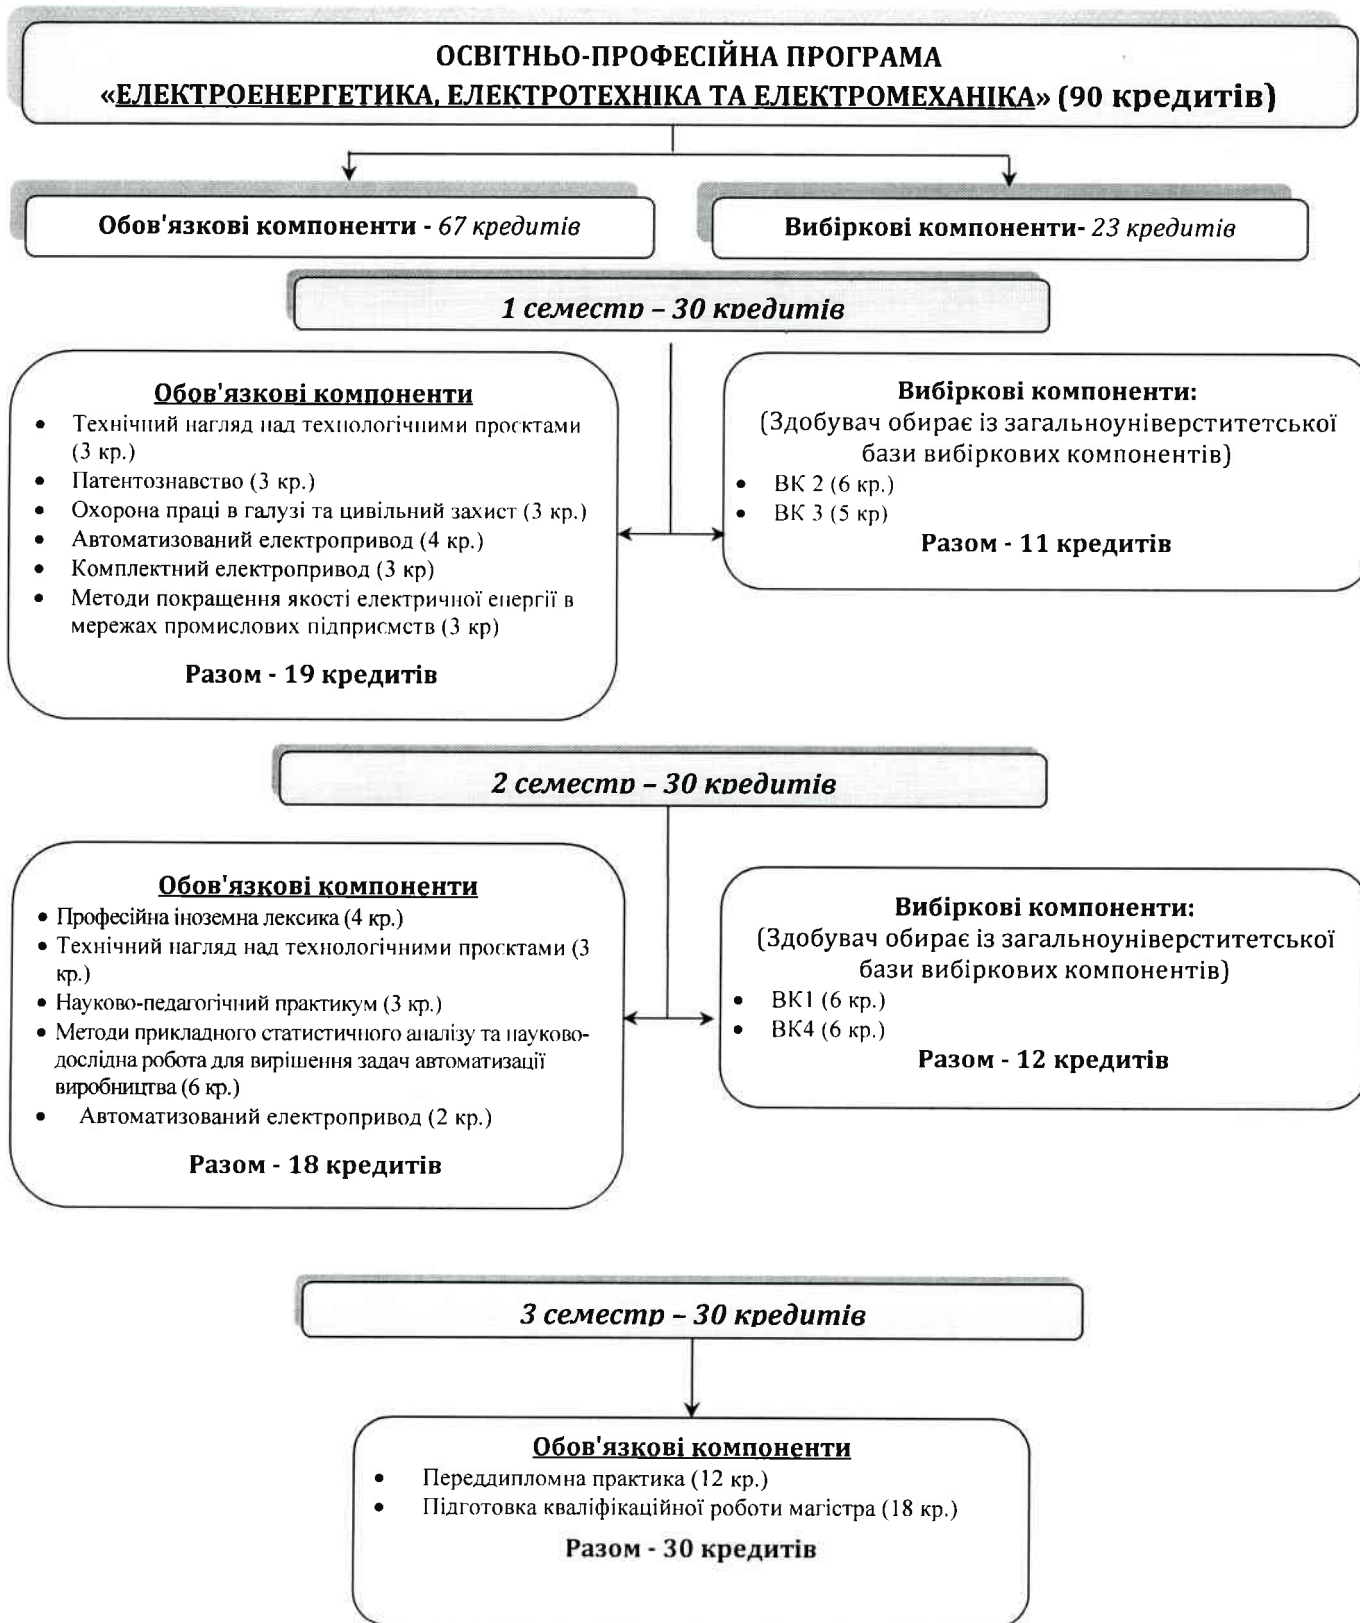 ОСВІТНЬО-ПРОФЕСІЙНА ПРОГРАМА
«ЕЛЕКТРОЕНЕРГЕТИКА, ЕЛЕКТРОТЕХНІКА ТА ЕЛЕКТРОМЕХАНІКА» (90 кредитів)
Обов'язкові компоненти - 67 кредитів
Вибіркові компоненти- 23 кредитів
1 семестр – 30 кредитів
Обов'язкові компоненти
• Технічний нагляд над технологічними проєктами
(3 кр.)
• Патентознавство (3 кр.)
• Охорона праці в галузі та цивільний захист (3 кр.)
• Автоматизований електропривод (4 кр.)
• Комплектний електропривод (3 кр)
• Методи покращення якості електричної енергії в
мережах промислових підприємств (3 кр)
Разом - 19 кредитів
Вибіркові компоненти:
(Здобувач обирає із загальноуніверститетської
бази вибіркових компонентів)
• ВК 2 (6 кр.)
• ВК 3 (5 кр)
Разом - 11 кредитів
2 семестр – 30 кредитів
Обов'язкові компоненти
• Професійна іноземна лексика (4 кр.)
• Технічний нагляд над технологічними проєктами (3
кр.)
• Науково-педагогічний практикум (3 кр.)
• Методи прикладного статистичного аналізу та науково-
дослідна робота для вирішення задач автоматизації
виробництва (6 кр.)
• Автоматизований електропривод (2 кр.)
Разом - 18 кредитів
Вибіркові компоненти:
(Здобувач обирає із загальноуніверститетської
бази вибіркових компонентів)
• ВК1 (6 кр.)
• ВК4 (6 кр.)
Разом - 12 кредитів
3 семестр – 30 кредитів
Обов'язкові компоненти
• Переддипломна практика (12 кр.)
• Підготовка кваліфікаційної роботи магістра (18 кр.)
Разом - 30 кредитів